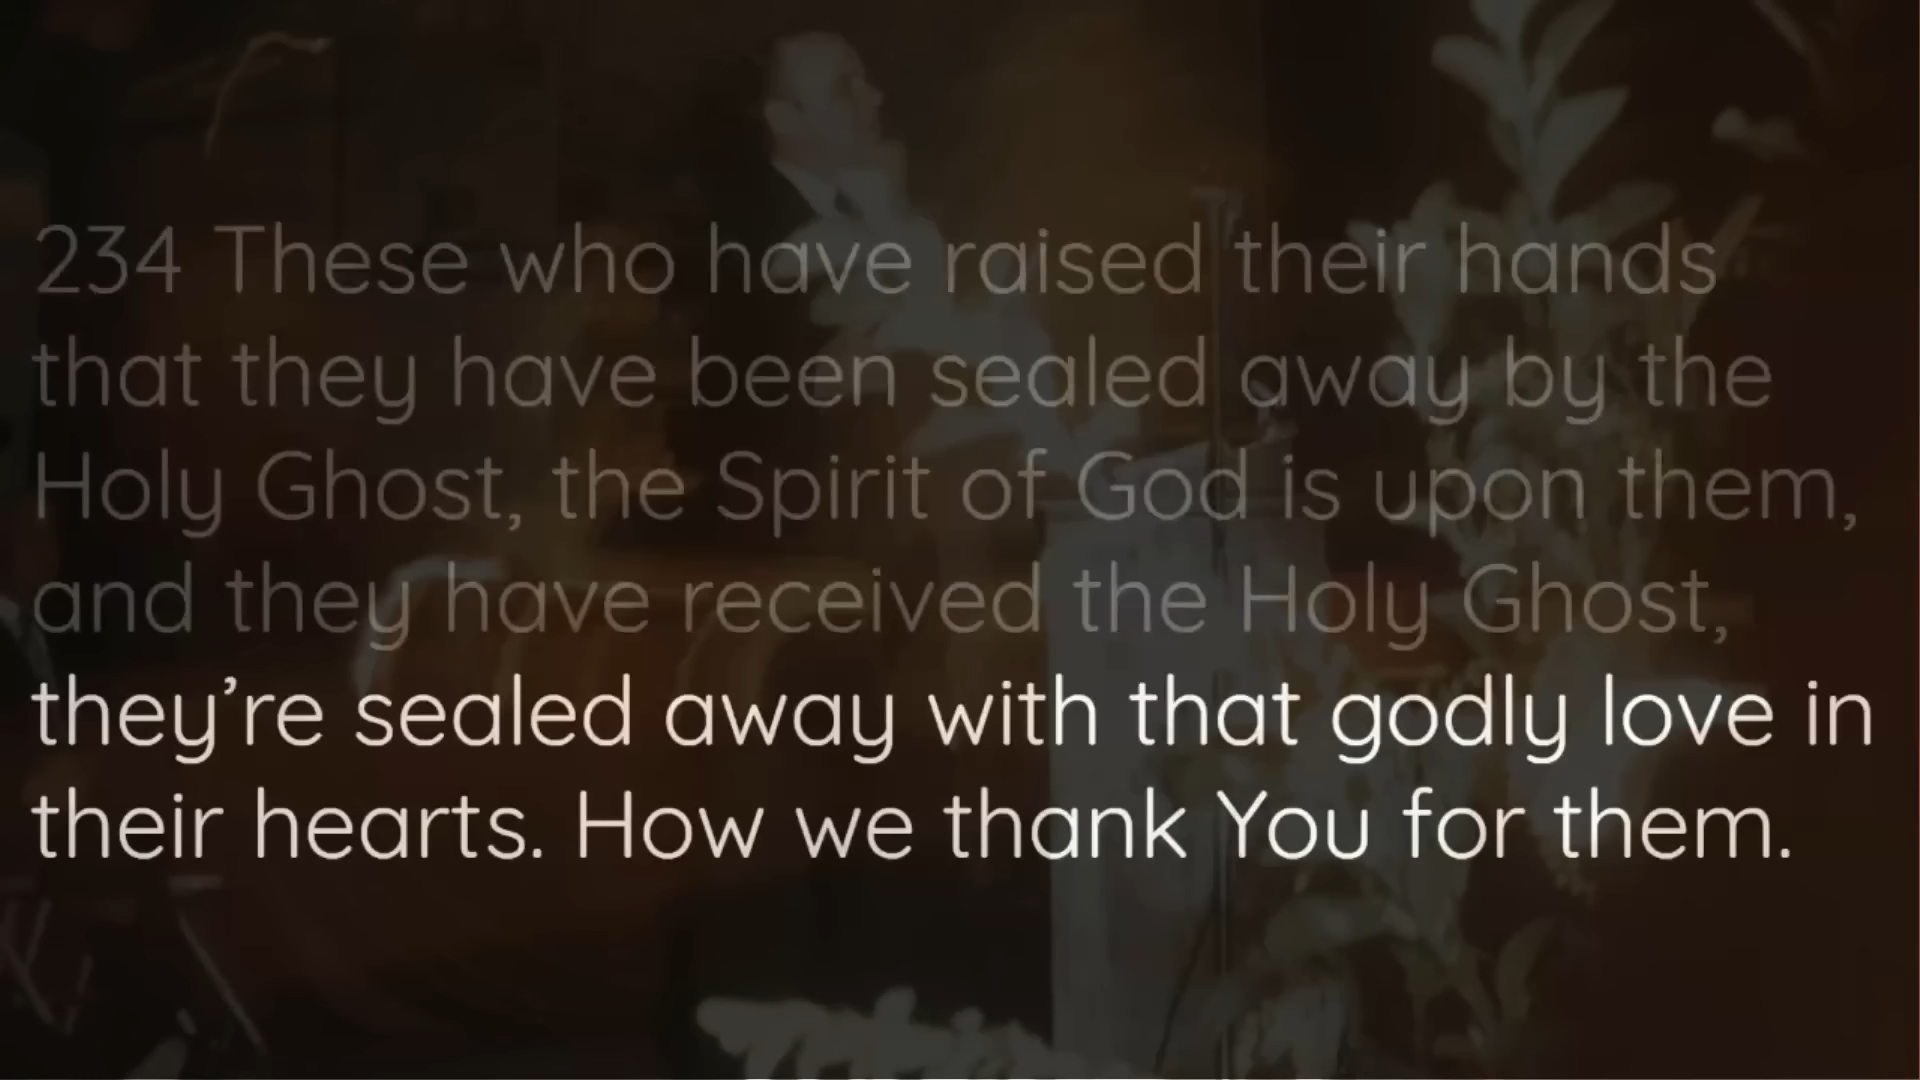 234 These who have raised their hands
that they have been sealed away by the
Holy Ghost, the Spirit of God is upon them,
and they have received the Holy Ghost,
they’re sealed away with that godly love in
their hearts. How we thank You for them.